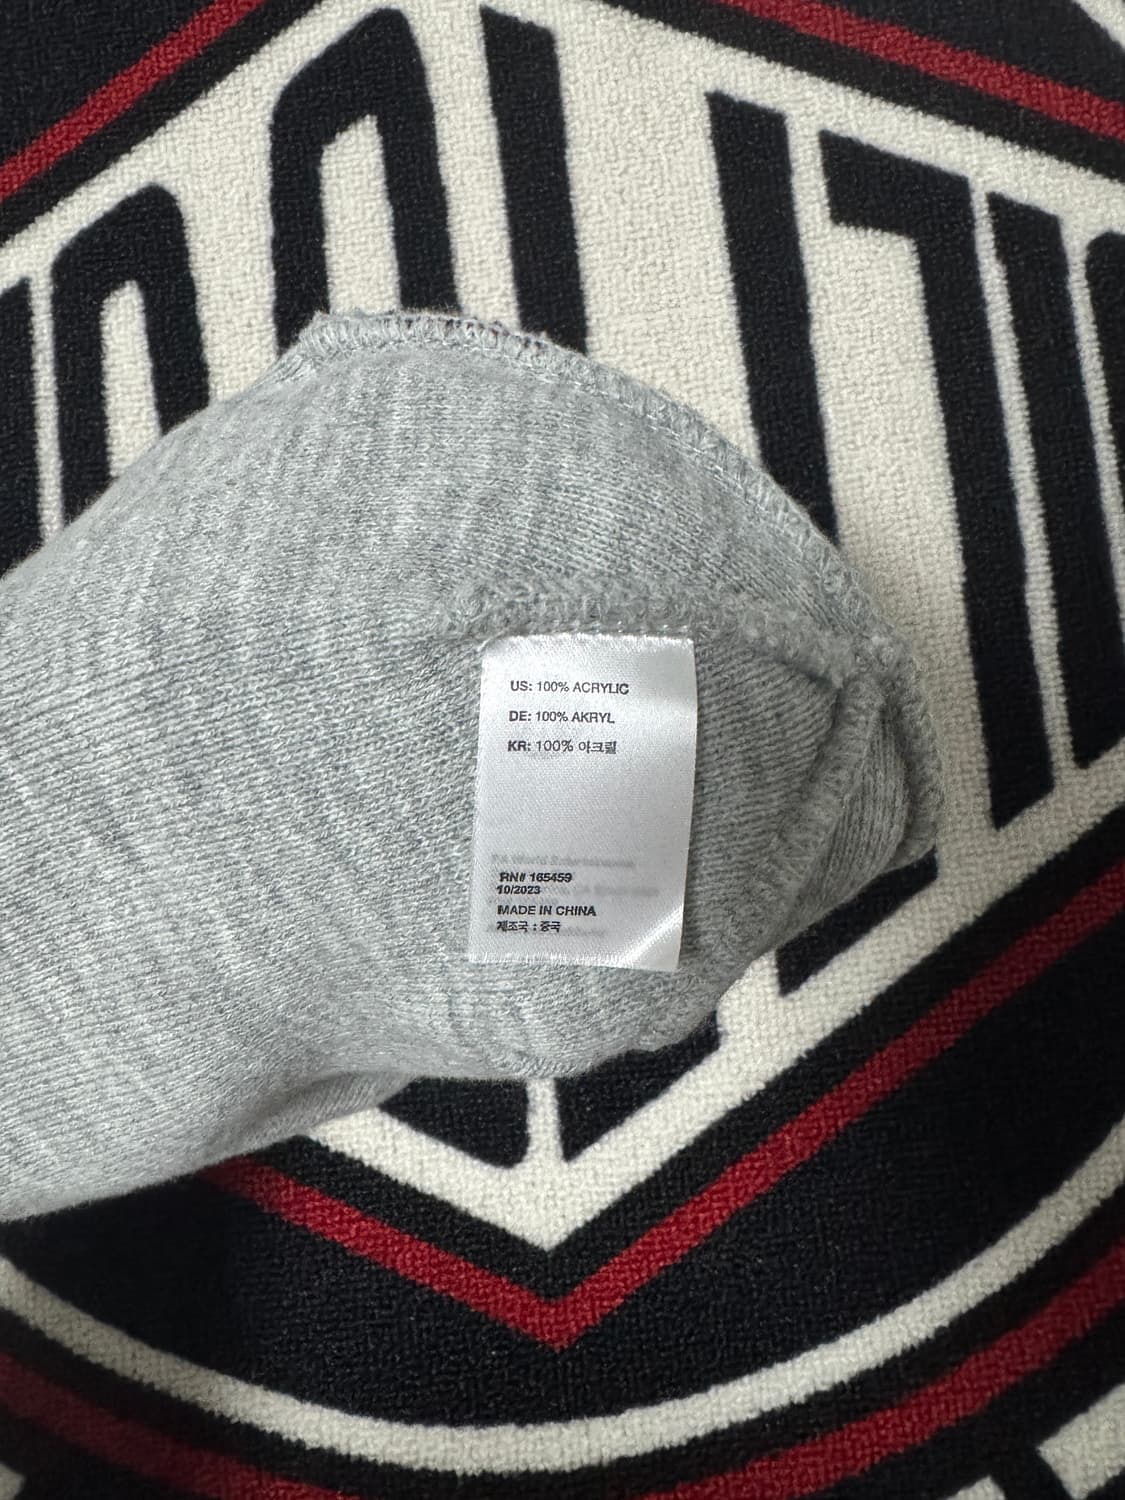 US: 100% ACRYLIC
DE: 100% AKRYL
KR: 100% 아크릴
RN# 165459
10/2023
MADE IN CHINA
제조국 : 중국